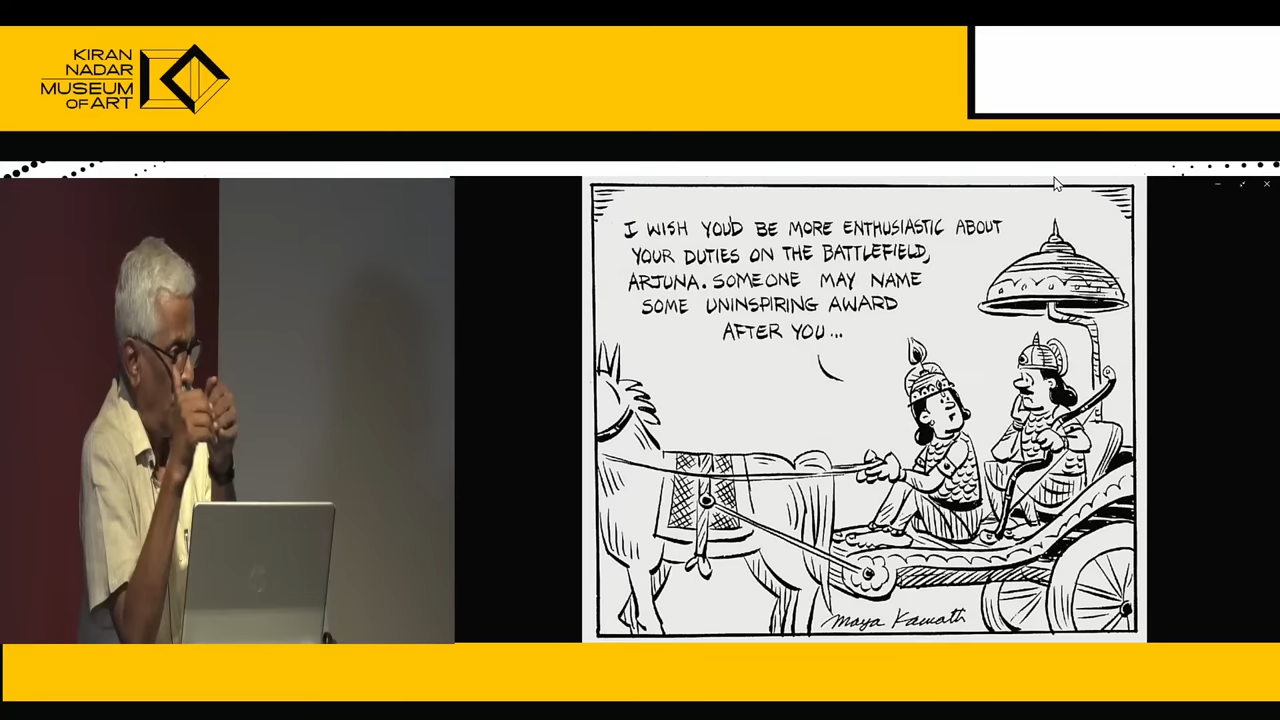 KIRAN
NADAR
MUSEUM
OF ART
I WISH YOU'D BE MORE ENTHUSIASTIC ABOUT
YOUR DUTIES ON THE BATTLEFIELD,
ARJUNA. SOMEONE MAY NAME
SOME UNINSPIRING AWARD
AFTER YOU...
maya Kamath